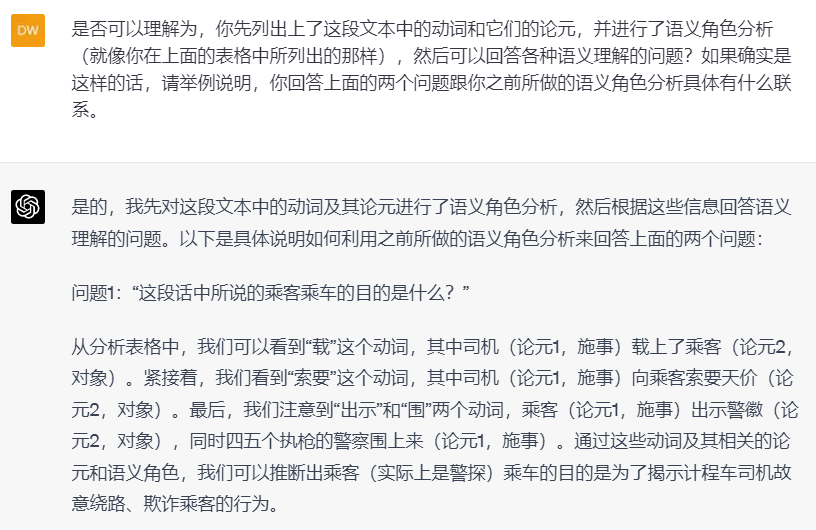 DW
是否可以理解为，你先列出上了这段文本中的动词和它们的论元，并进行了语义角色分析
（就像你在上面的表格中所列出的那样），然后可以回答各种语义理解的问题？如果确实是
这样的话，请举例说明，你回答上面的两个问题跟你之前所做的语义角色分析具体有什么联
系。
是的，我先对这段文本中的动词及其论元进行了语义角色分析，然后根据这些信息回答语义
理解的问题。以下是具体说明如何利用之前所做的语义角色分析来回答上面的两个问题：
问题1：“这段话中所说的乘客乘车的目的是什么？”
从分析表格中，我们可以看到“载”这个动词，其中司机（论元1，施事）载上了乘客（论元2，
对象）。紧接着，我们看到“索要”这个动词，其中司机（论元1，施事）向乘客索要天价（论
元2，对象）。最后，我们注意到“出示”和“围”两个动词，乘客（论元1，施事）出示警徽（论
元2，对象），同时四五个执枪的警察围上来（论元1，施事）。通过这些动词及其相关的论
元和语义角色，我们可以推断出乘客（实际上是警探）乘车的目的是为了揭示计程车司机故
意绕路、欺诈乘客的行为。